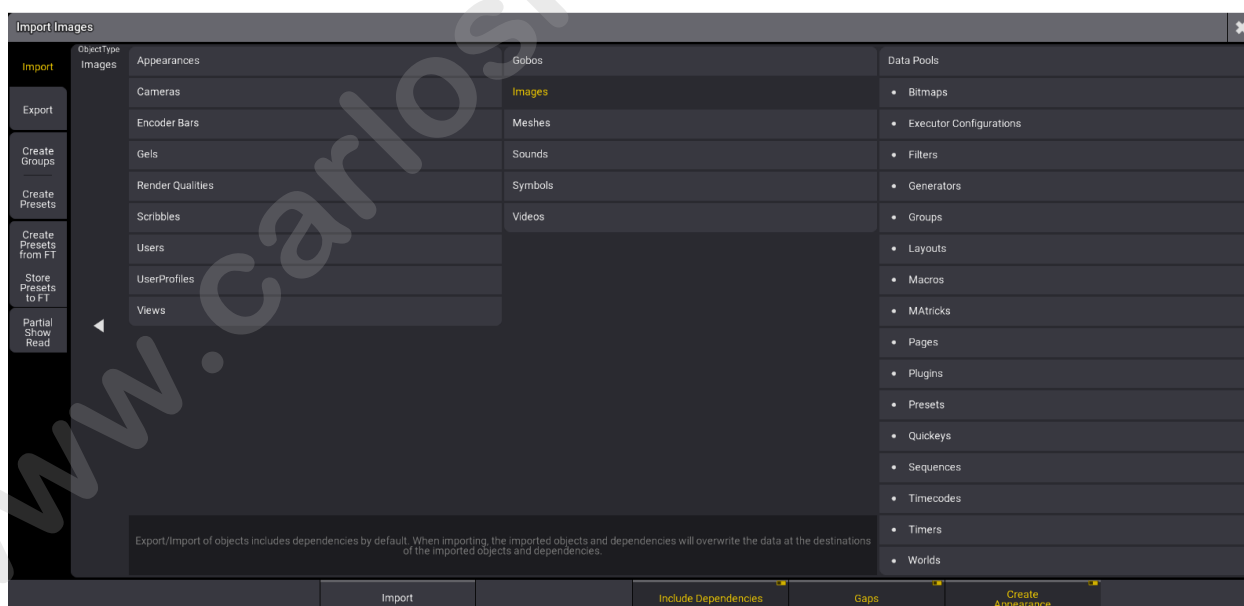 Import Images
Import
Export
Create
Groups
Create
Presets
Create
Presets
from FT
Store
Presets
to FT
Partial
Show
Read
ObjectType
Images
Appearances
Cameras
Encoder Bars
Gels
Render Qualities
Scribbles
Users
UserProfiles
Views
Gobos
Images
Meshes
Sounds
Symbols
Videos
Data Pools
• Bitmaps
• Executor Configurations
• Filters
• Generators
• Groups
• Layouts
• Macros
• MAtricks
• Pages
• Plugins
• Presets
• Quickeys
• Sequences
• Timecodes
• Timers
• Worlds
Export/Import of objects includes dependencies by default. When importing, the imported objects and dependencies will overwrite the data at the destinations
of the imported objects and dependencies.
Import
Include Dependencies
Gaps
Create
Appearance
www.carlos